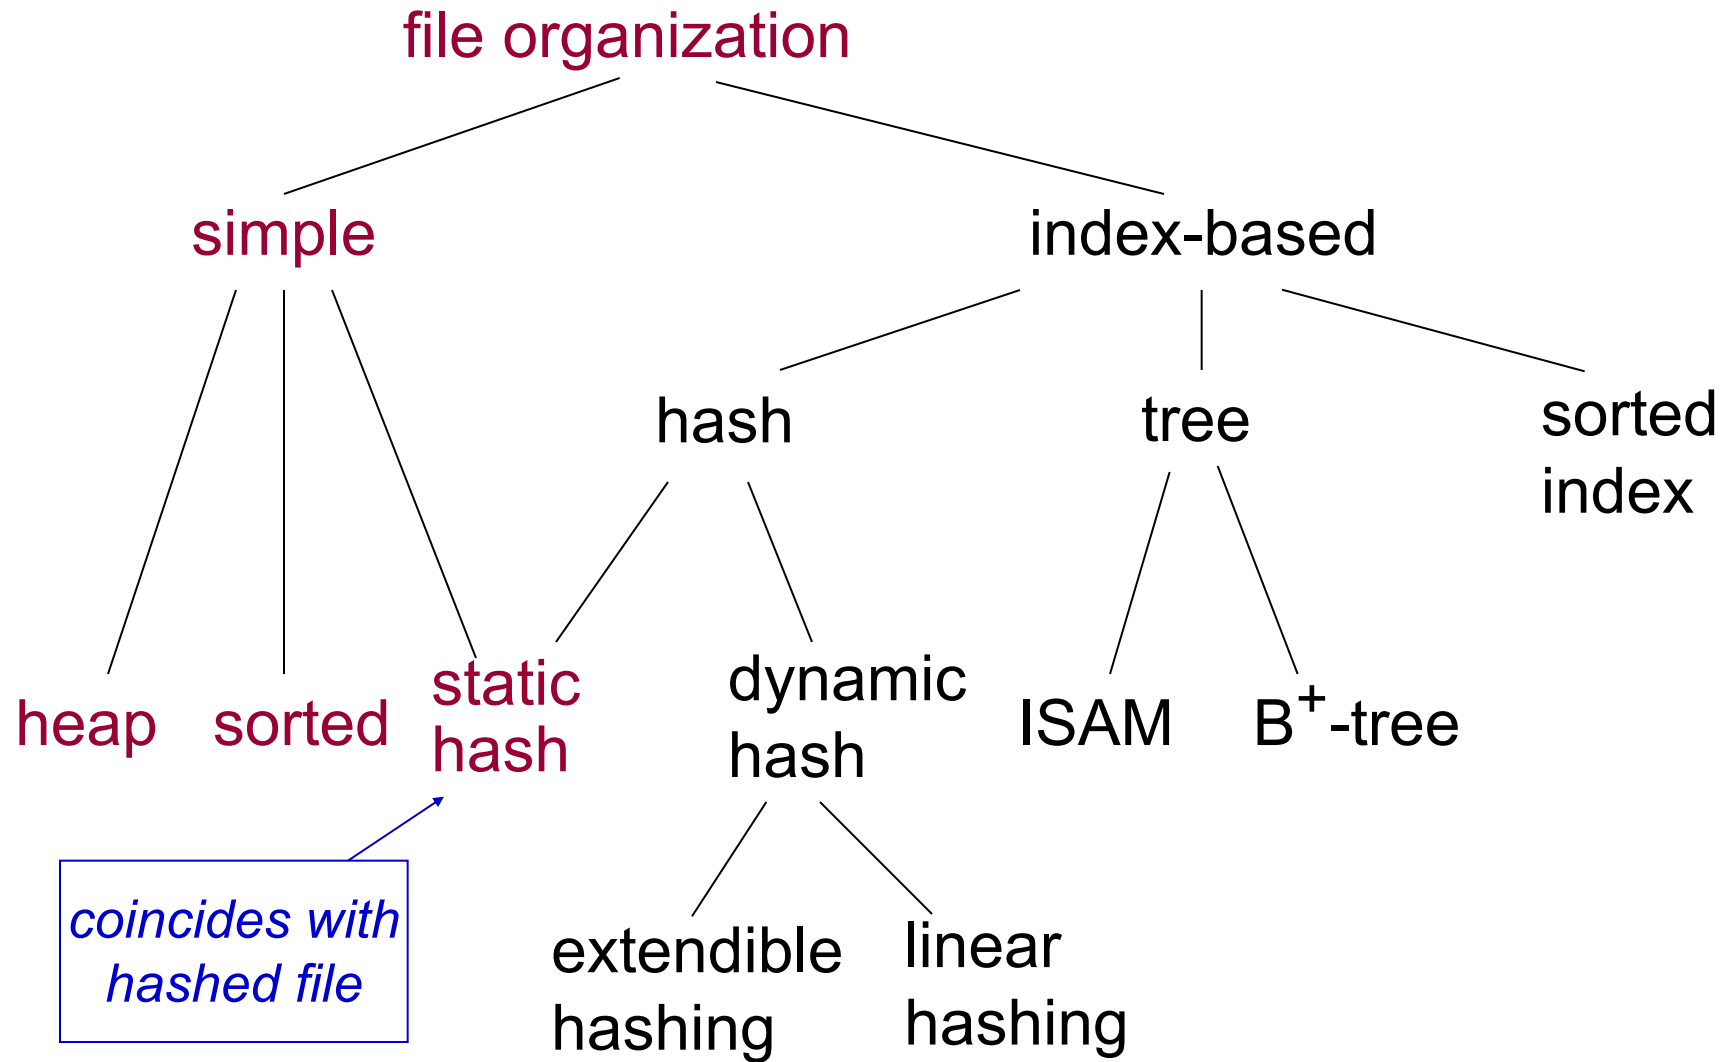 file organization
simple
index-based
hash
tree
sorted
index
heap
sorted
static
hash
dynamic
hash
ISAM
B+-tree
coincides with
hashed file
extendible
hashing
linear
hashing